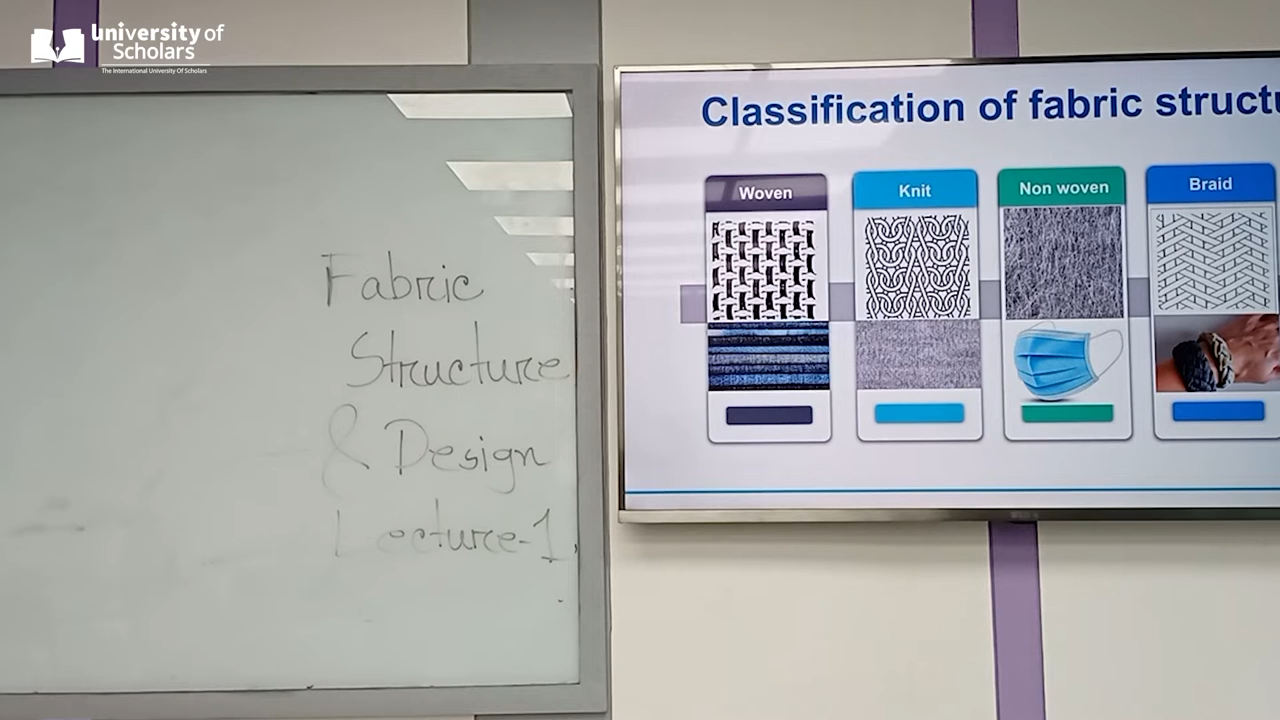 University of
Scholars
The International University Of Scholars
Fabric
Structure
& Design
Lecture-1
Classification of fabric struct
Woven
Knit
Non woven
Braid